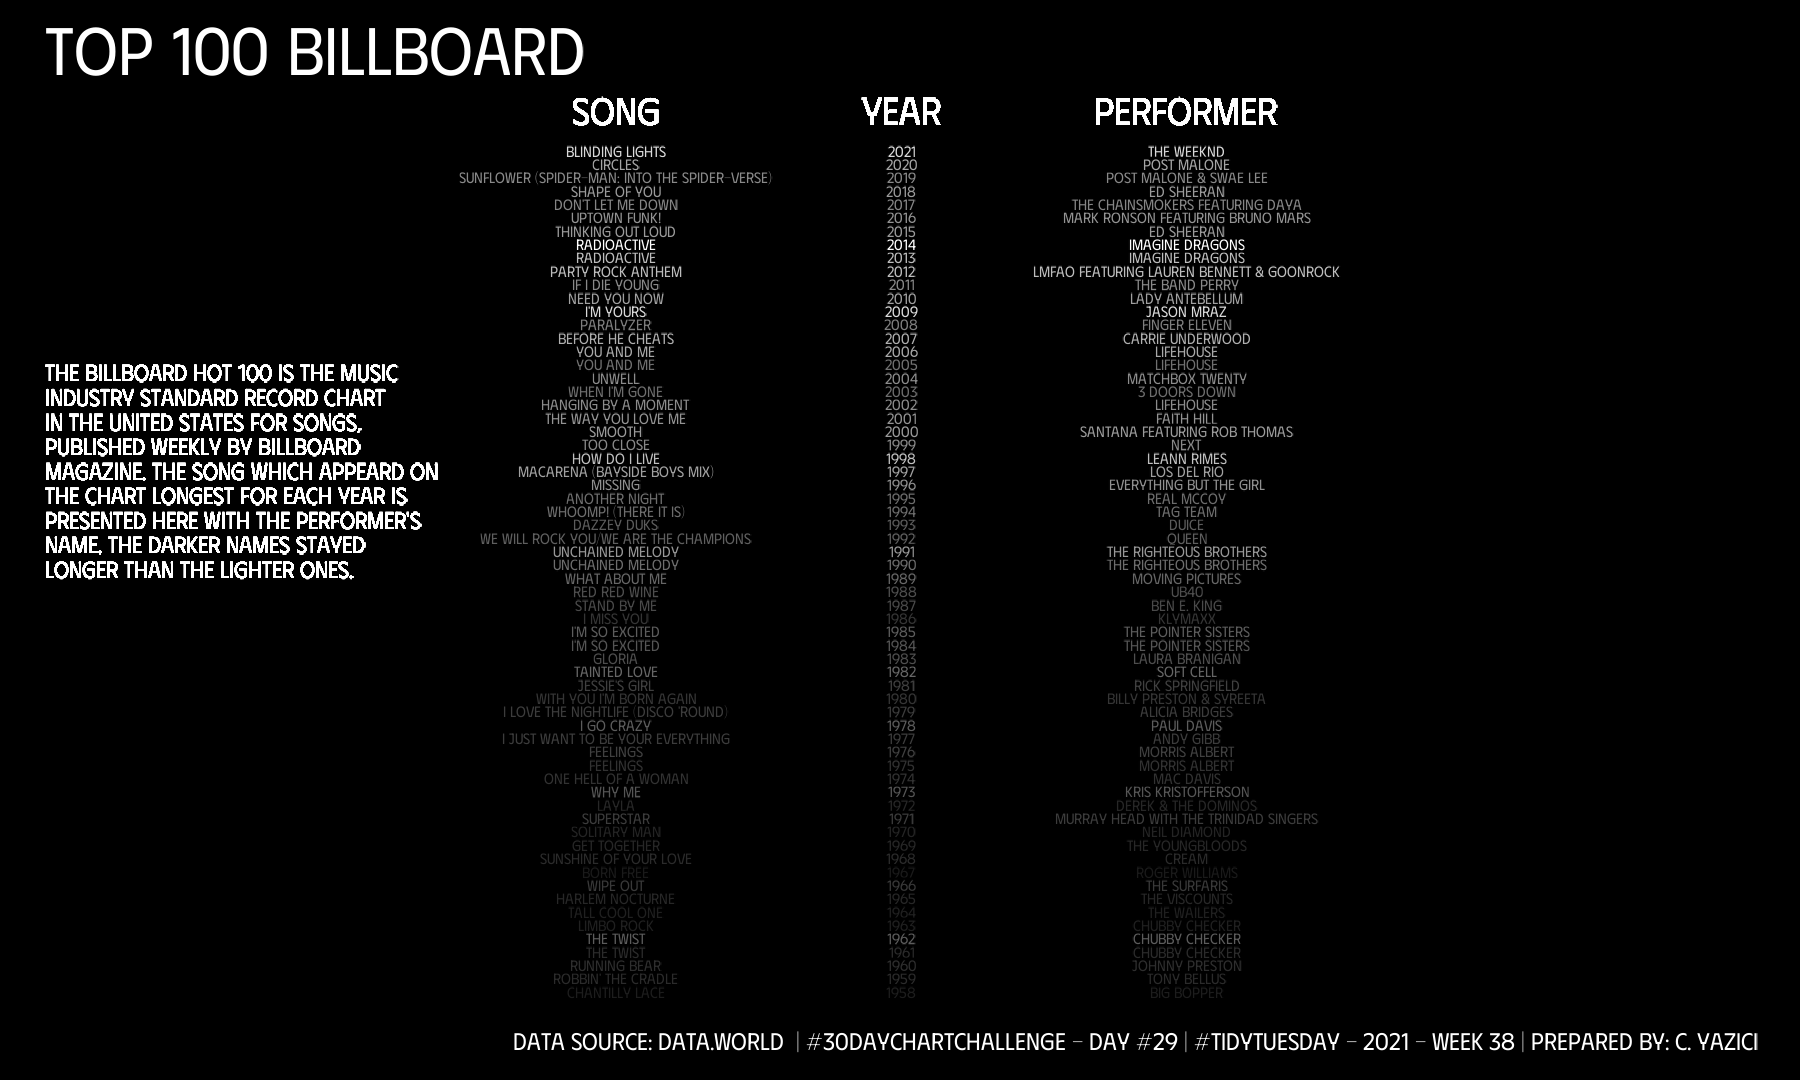 TOP 100 BILLBOARD
SONG YEAR PERFORMER
BLINDING LIGHTS 2021 THE WEEKND
CIRCLES 2020 POST MALONE
SUNFLOWER (SPIDER-MAN: INTO THE SPIDER-VERSE) 2019 POST MALONE & SWAE LEE
SHAPE OF YOU 2018 ED SHEERAN
DON'T LET ME DOWN 2017 THE CHAINSMOKERS FEATURING DAYA
UPTOWN FUNK! 2016 MARK RONSON FEATURING BRUNO MARS
THINKING OUT LOUD 2015 ED SHEERAN
RADIOACTIVE 2014 IMAGINE DRAGONS
RADIOACTIVE 2013 IMAGINE DRAGONS
PARTY ROCK ANTHEM 2012 LMFAO FEATURING LAUREN BENNETT & GOONROCK
IF I DIE YOUNG 2011 THE BAND PERRY
NEED YOU NOW 2010 LADY ANTEBELLUM
I'M YOURS 2009 JASON MRAZ
PARALYZER 2008 FINGER ELEVEN
BEFORE HE CHEATS 2007 CARRIE UNDERWOOD
YOU AND ME 2006 LIFEHOUSE
YOU AND ME 2005 LIFEHOUSE
UNWELL 2004 MATCHBOX TWENTY
WHEN I'M GONE 2003 3 DOORS DOWN
HANGING BY A MOMENT 2002 LIFEHOUSE
THE WAY YOU LOVE ME 2001 FAITH HILL
SMOOTH 2000 SANTANA FEATURING ROB THOMAS
TOO CLOSE 1999 NEXT
HOW DO I LIVE 1998 LEANN RIMES
MACARENA (BAYSIDE BOYS MIX) 1997 LOS DEL RIO
MISSING 1996 EVERYTHING BUT THE GIRL
ANOTHER NIGHT 1995 REAL MCCOY
WHOOMP! (THERE IT IS) 1994 TAG TEAM
DAZZEY DUKS 1993 DUICE
WE WILL ROCK YOU/WE ARE THE CHAMPIONS 1992 QUEEN
UNCHAINED MELODY 1991 THE RIGHTEOUS BROTHERS
UNCHAINED MELODY 1990 THE RIGHTEOUS BROTHERS
WHAT ABOUT ME 1989 MOVING PICTURES
RED RED WINE 1988 UB40
STAND BY ME 1987 BEN E. KING
I MISS YOU 1986 KLYMAXX
I'M SO EXCITED 1985 THE POINTER SISTERS
I'M SO EXCITED 1984 THE POINTER SISTERS
GLORIA 1983 LAURA BRANIGAN
TAINTED LOVE 1982 SOFT CELL
JESSIE'S GIRL 1981 RICK SPRINGFIELD
WITH YOU I'M BORN AGAIN 1980 BILLY PRESTON & SYREETA
I LOVE THE NIGHTLIFE (DISCO 'ROUND) 1979 ALICIA BRIDGES
I GO CRAZY 1978 PAUL DAVIS
I JUST WANT TO BE YOUR EVERYTHING 1977 ANDY GIBB
FEELINGS 1976 MORRIS ALBERT
FEELINGS 1975 MORRIS ALBERT
ONE HELL OF A WOMAN 1974 MAC DAVIS
WHY ME 1973 KRIS KRISTOFFERSON
LAYLA 1972 DEREK & THE DOMINOS
SUPERSTAR 1971 MURRAY HEAD WITH THE TRINIDAD SINGERS
SOLITARY MAN 1970 NEIL DIAMOND
GET TOGETHER 1969 THE YOUNGBLOODS
SUNSHINE OF YOUR LOVE 1968 CREAM
BORN FREE 1967 ROGER WILLIAMS
WIPE OUT 1966 THE SURFARIS
HARLEM NOCTURNE 1965 THE VISCOUNTS
TALL COOL ONE 1964 THE WAILERS
LIMBO ROCK 1963 CHUBBY CHECKER
THE TWIST 1962 CHUBBY CHECKER
THE TWIST 1961 CHUBBY CHECKER
RUNNING BEAR 1960 JOHNNY PRESTON
ROBBIN' THE CRADLE 1959 TONY BELLUS
CHANTILLY LACE 1958 BIG BOPPER
THE BILLBOARD HOT 100 IS THE MUSIC
INDUSTRY STANDARD RECORD CHART
IN THE UNITED STATES FOR SONGS,
PUBLISHED WEEKLY BY BILLBOARD
MAGAZINE. THE SONG WHICH APPEARD ON
THE CHART LONGEST FOR EACH YEAR IS
PRESENTED HERE WITH THE PERFORMER'S
NAME. THE DARKER NAMES STAYED
LONGER THAN THE LIGHTER ONES.
DATA SOURCE: DATA.WORLD | #30DAYCHARTCHALLENGE - DAY #29 | #TIDYTUESDAY - 2021 - WEEK 38 | PREPARED BY: C. YAZICI